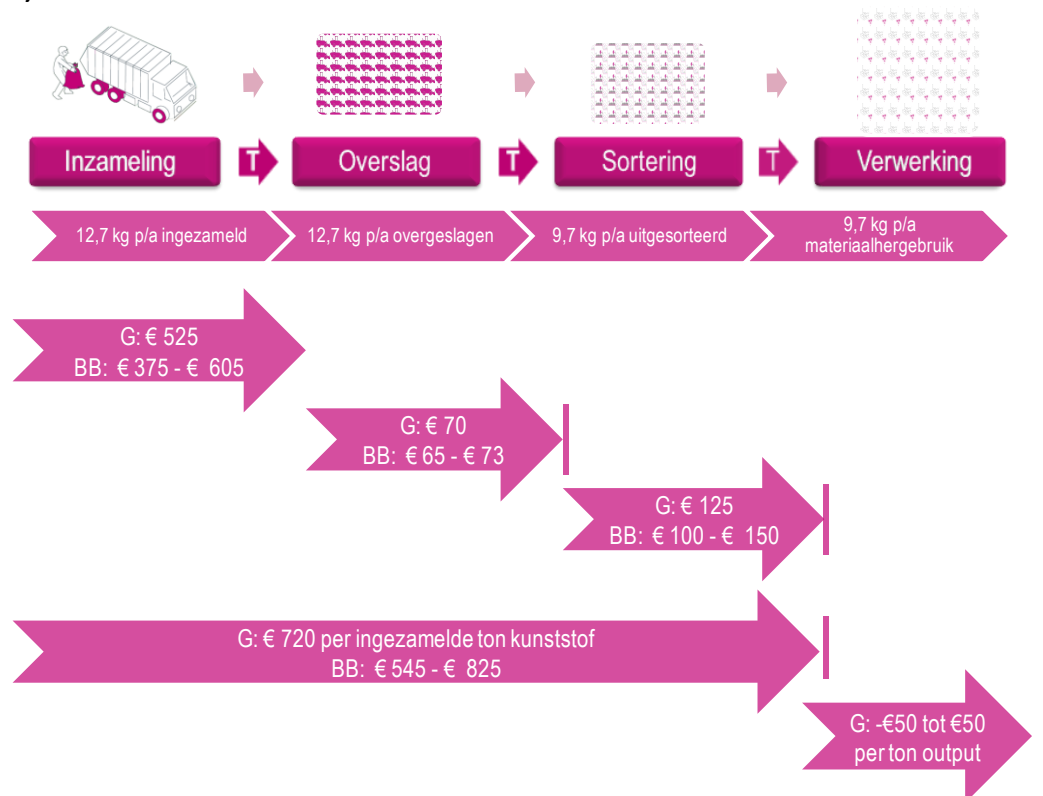 Inzameling
T
Overslag
T
Sortering
T
Verwerking
12,7 kg p/a ingezameld
12,7 kg p/a overgeslagen
9,7 kg p/a uitgesorteerd
9,7 kg p/a
materiaalhergebruik
G: € 525
BB: € 375 - € 605
G: € 70
BB: € 65 - € 73
G: € 125
BB: € 100 - € 150
G: € 720 per ingezamelde ton kunststof
BB: € 545 - € 825
G: -€50 tot €50
per ton output